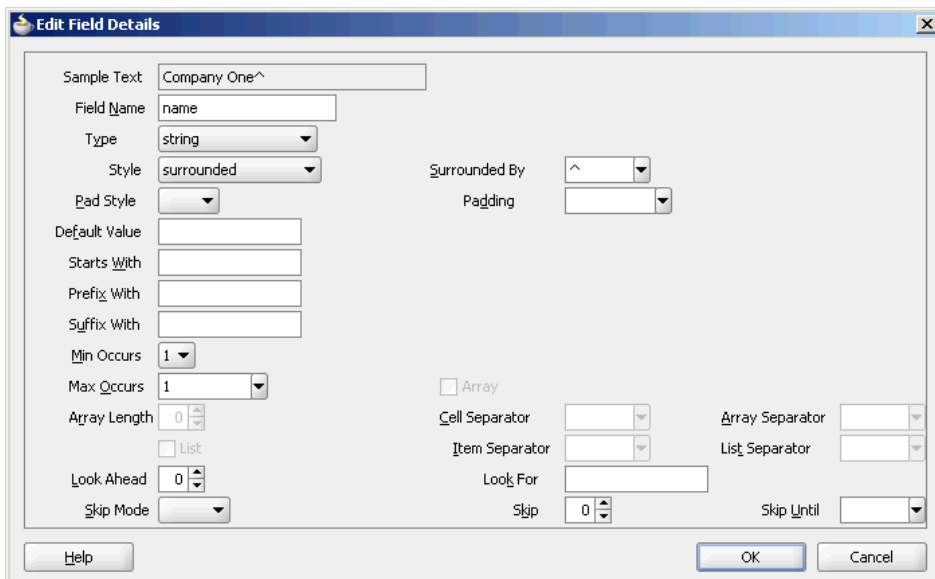 Edit Field Details
Sample Text Company One^
Field Name name
Type string
Style surrounded Surrounded By ^
Pad Style Padding
Default Value
Starts With
Prefix With
Suffix With
Min Occurs 1
Max Occurs 1 Array
Array Length 0 Cell Separator Array Separator
List Item Separator List Separator
Look Ahead 0 Look For
Skip Mode Skip 0 Skip Until
Help OK Cancel